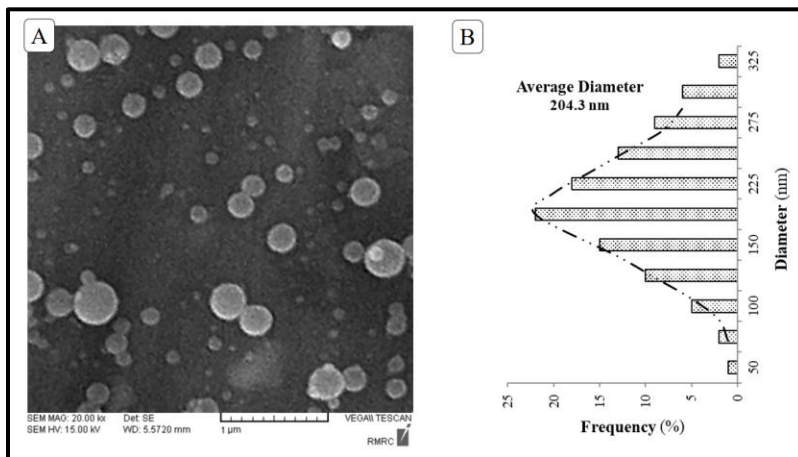 A
SEM MAG: 20.00 kx Det: SE
SEM HV: 15.00 kV WD: 5.5720 mm
1 µm
VEGA\\ TESCAN
RMRC
B
Average Diameter
204.3 nm
325
275
225
150
100
50
Diameter (nm)
25
20
15
10
5
0
Frequency (%)